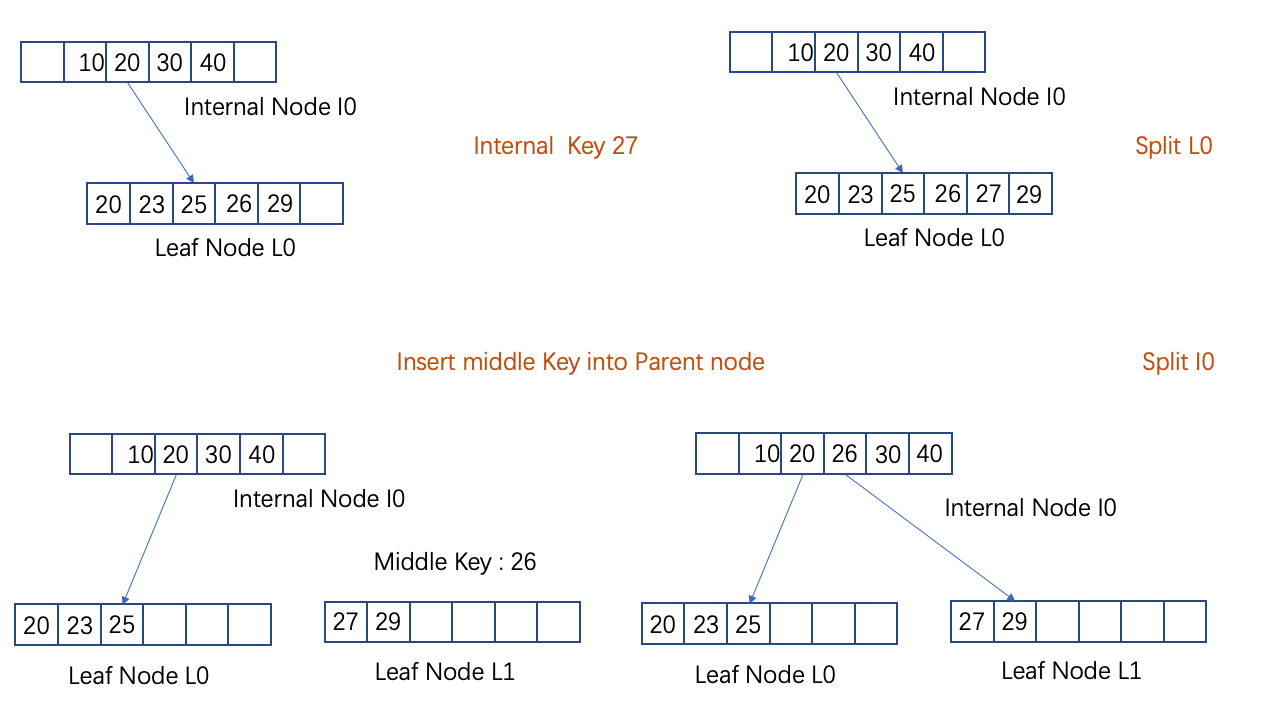 10 20 30 40
Internal Node I0
20 23 25 26 29
Leaf Node L0
Internal  Key 27
10 20 30 40
Internal Node I0
20 23 25 26 27 29
Leaf Node L0
Split L0
Insert middle Key into Parent node
Split I0
10 20 30 40
Internal Node I0
Middle Key : 26
20 23 25
Leaf Node L0
27 29
Leaf Node L1
10 20 26 30 40
Internal Node I0
20 23 25
Leaf Node L0
27 29
Leaf Node L1